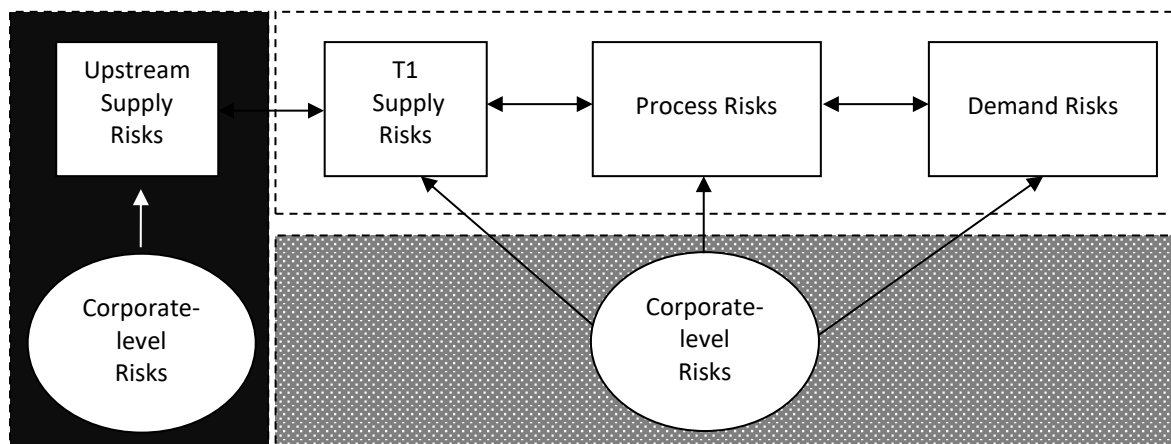 Upstream
Supply
Risks
T1
Supply
Risks
Process Risks
Demand Risks
Corporate-
level
Risks
Corporate-
level
Risks